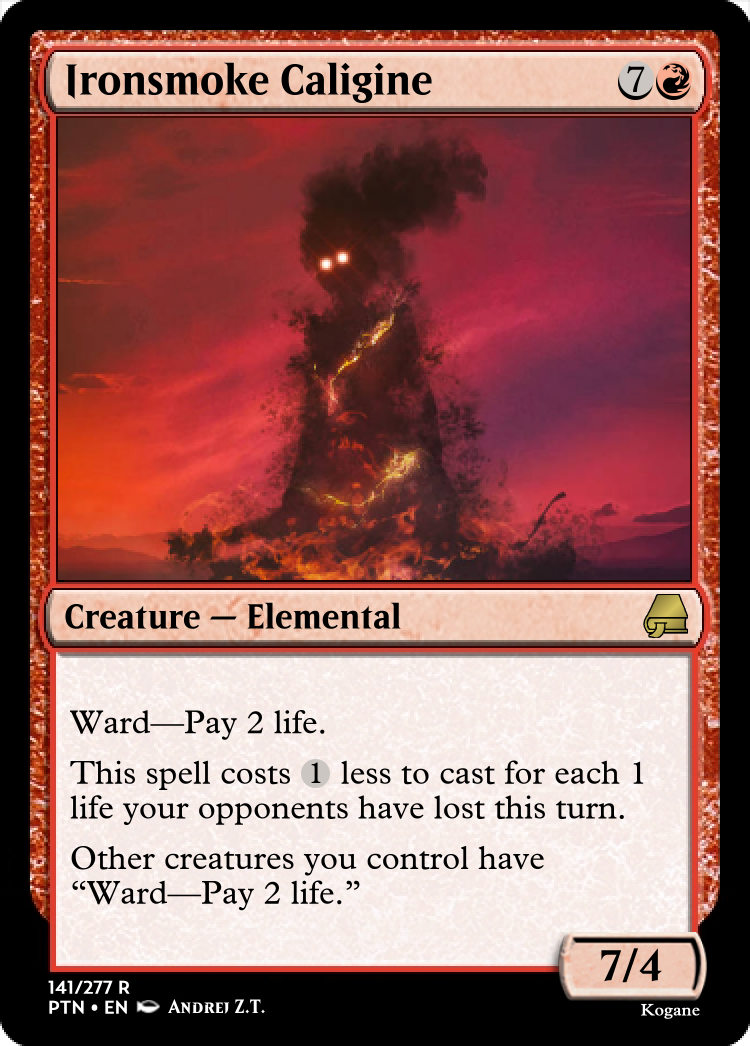 Ironsmoke Caligine 7
Creature — Elemental
Ward—Pay 2 life.
This spell costs 1 less to cast for each 1
life your opponents have lost this turn.
Other creatures you control have
“Ward—Pay 2 life.”
7/4
141/277 R
PTN • EN Andrej Z.T.
Kogane